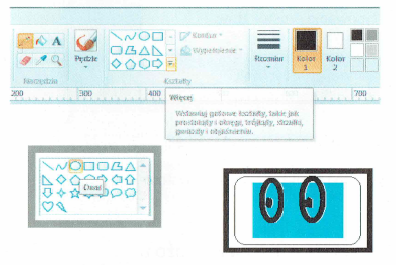 A
Kontur
Wypełnienie
Pędzle
Rozmiar
Kolor
1
Kolor
2
Narzędzia
Kształty
200
300
400
700
Więcej
Wstawiaj gotowe kształty, takie jak
prostokąty i okręgi, trójkąty, strzałki,
gwiazdy i objaśnienia.
Owal